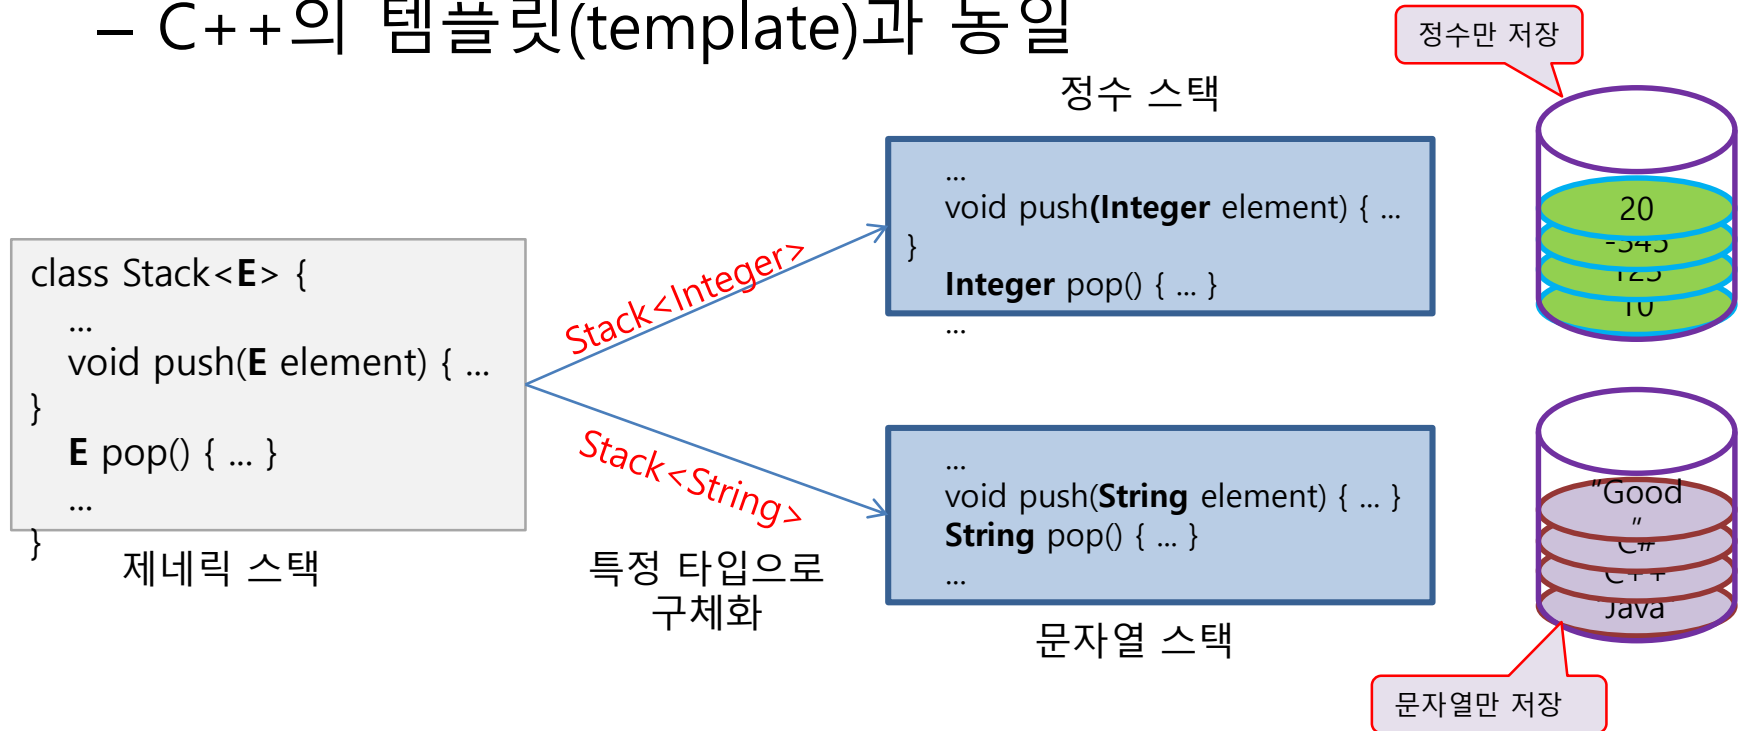 – C++의 템플릿(template)과 동일
정수만 저장
정수 스택
...
void push(Integer element) { ...
}
Integer pop() { ... }
...
20
-345
123
10
class Stack<E> {
...
void push(E element) { ...
}
E pop() { ... }
...
}
제네릭 스택
Stack<Integer>
Stack<String>
특정 타입으로
구체화
...
void push(String element) { ... }
String pop() { ... }
...
문자열 스택
"Good
"
C#
C++
Java
문자열만 저장